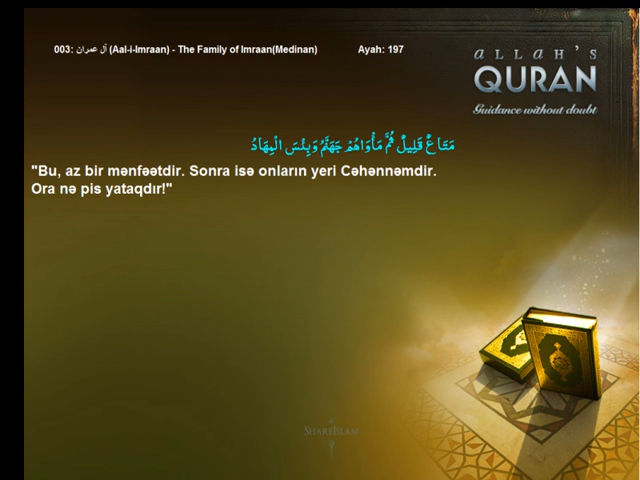 003: آل عمران (Aal-i-Imraan) - The Family of Imraan(Medinan) Ayah: 197
ALLAH'S
QURAN
Guidance without doubt
مَتَاعٌ قَلِيلٌ ثُمَّ مَأْوَاهُمْ جَهَنَّمُ وَبِئْسَ الْمِهَادُ
"Bu, az bir mənfəətdir. Sonra isə onların yeri Cəhənnəmdir.
Ora nə pis yataqdır!"
SHAREISLAM